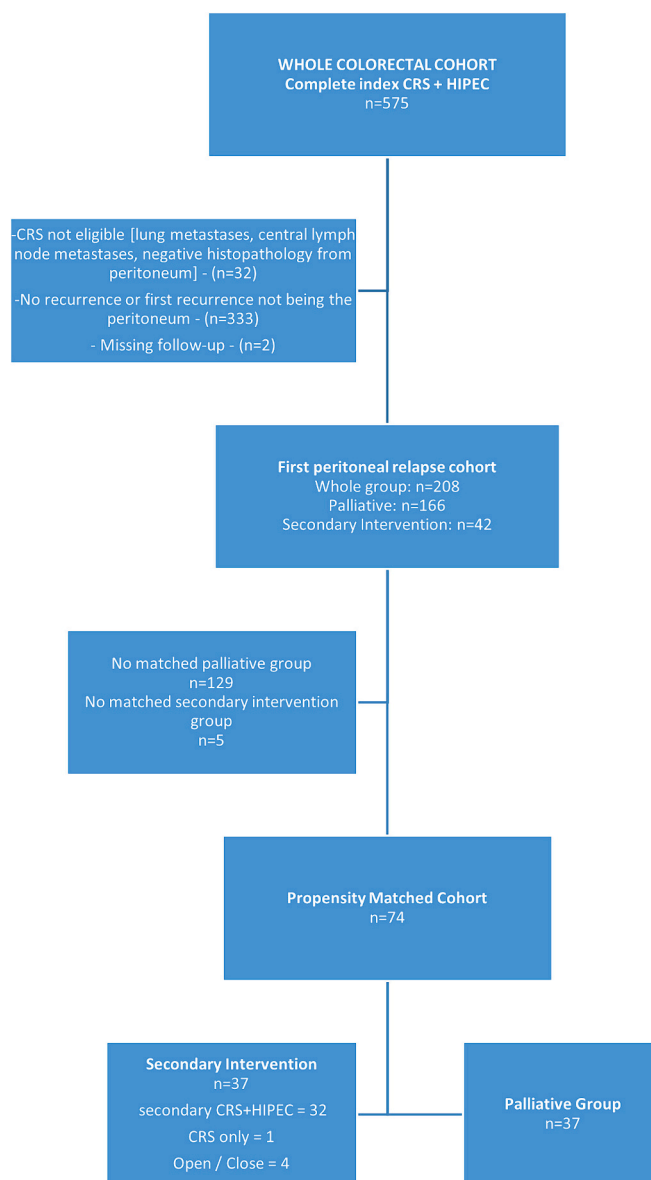 WHOLE COLORECTAL COHORT
Complete index CRS + HIPEC
n=575
-CRS not eligible [lung metastases, central lymph
node metastases, negative histopathology from
peritoneum] - (n=32)
-No recurrence or first recurrence not being the
peritoneum - (n=333)
- Missing follow-up - (n=2)
First peritoneal relapse cohort
Whole group: n=208
Palliative: n=166
Secondary Intervention: n=42
No matched palliative group
n=129
No matched secondary intervention
group
n=5
Propensity Matched Cohort
n=74
Secondary Intervention
n=37
secondary CRS+HIPEC = 32
CRS only = 1
Open / Close = 4
Palliative Group
n=37